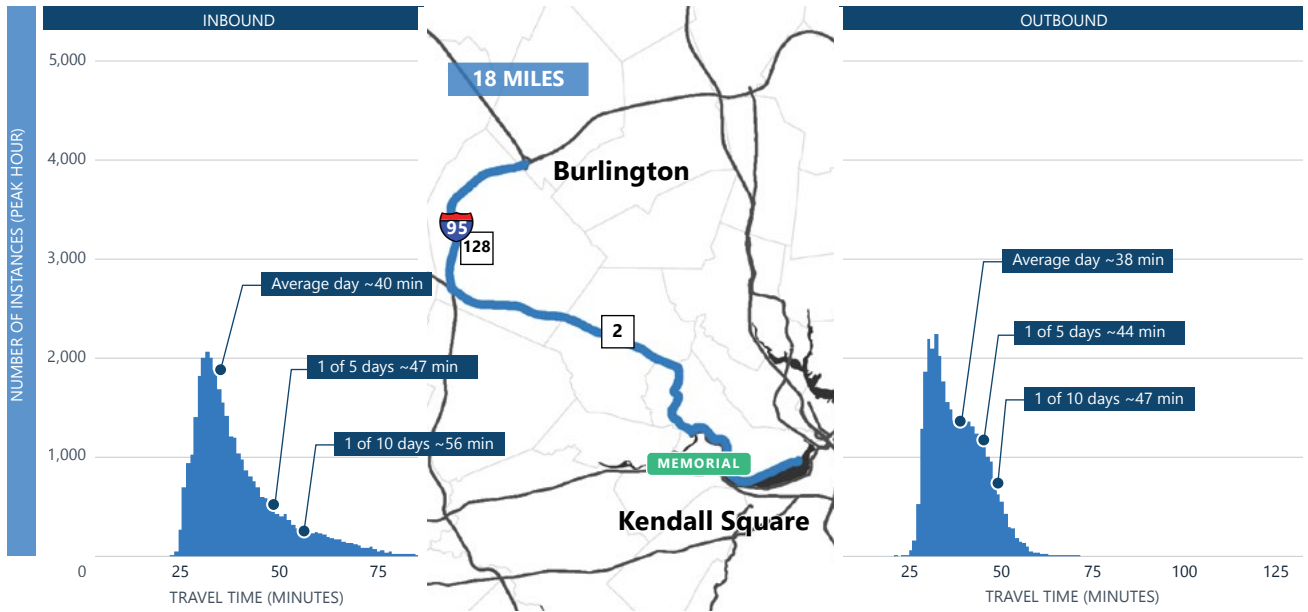 INBOUND
NUMBER OF INSTANCES (PEAK HOUR)
5,000
4,000
3,000
2,000
1,000
0
Average day ~40 min
1 of 5 days ~47 min
1 of 10 days ~56 min
25
50
75
TRAVEL TIME (MINUTES)
18 MILES
Burlington
95
128
2
MEMORIAL
Kendall Square
OUTBOUND
Average day ~38 min
1 of 5 days ~44 min
1 of 10 days ~47 min
25
50
75
100
125
TRAVEL TIME (MINUTES)